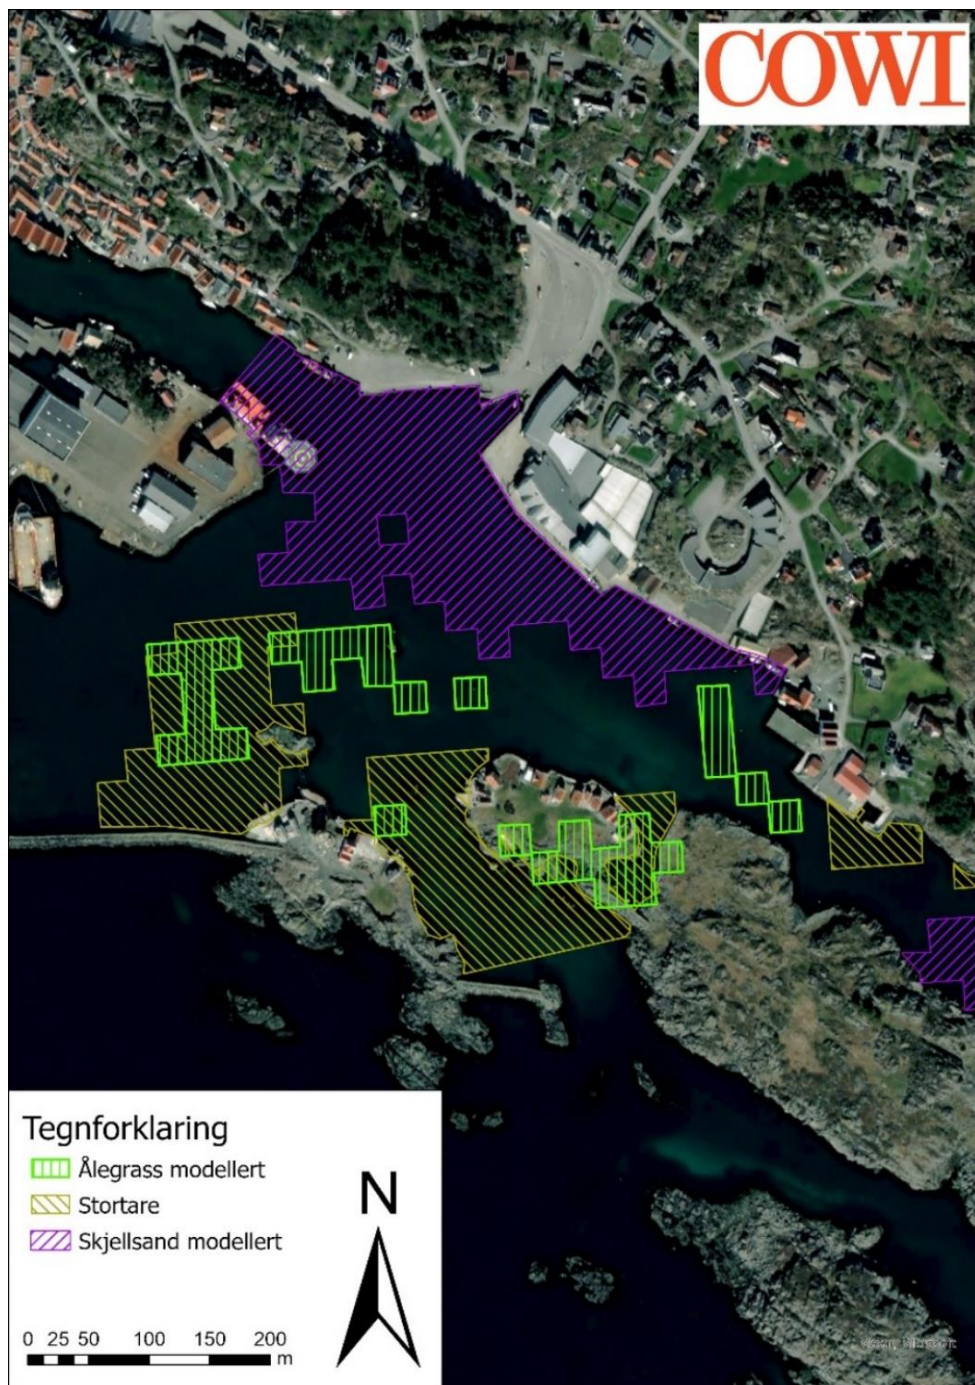 COWI
Tegnforklaring
Ålegrass modellert
Stortare
Skjellsand modellert
N
0 25 50 100 150 200
m